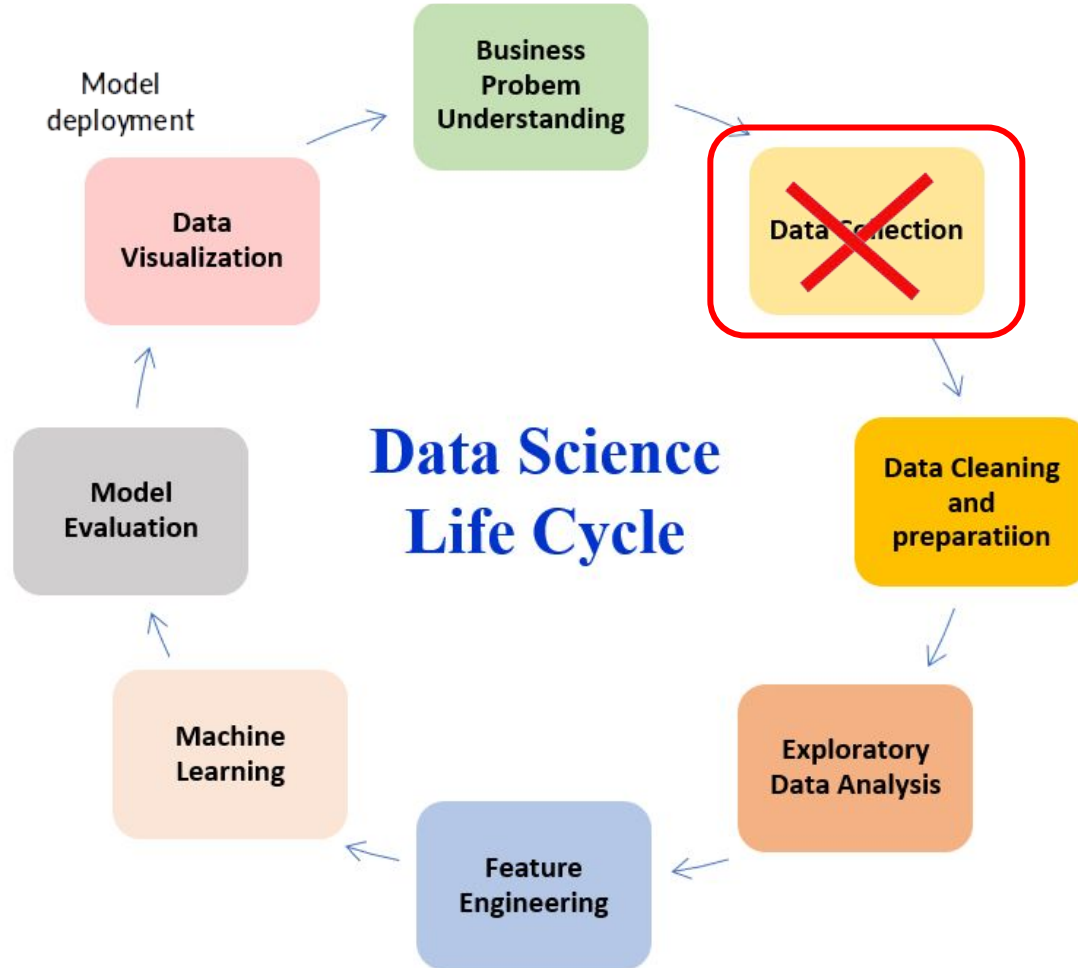 Business
Probem
Understanding
Model
deployment
Data
Visualization
Data Collection
Data Science
Life Cycle
Data Cleaning
and
preparatiion
Model
Evaluation
Machine
Learning
Exploratory
Data Analysis
Feature
Engineering